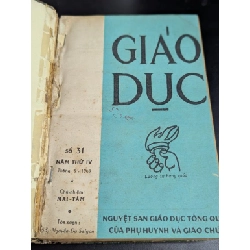 GIÁO
DỤC
SỐ 31
NĂM THỨ IV
Chủ-nhiệm
MAI-TÂM
NGUYỆT SAN GIÁO DỤC TỔNG QU
CỦA PHỤ HUYNH VÀ GIÁO CHỨ